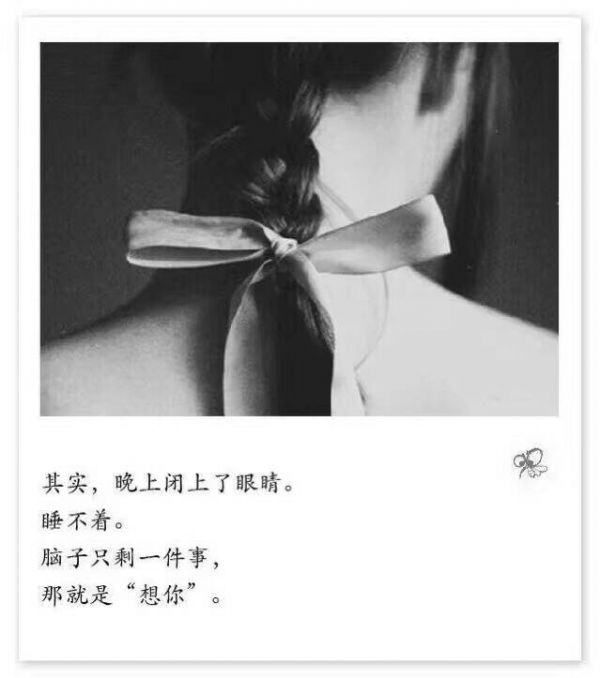 其实，晚上闭上了眼睛。
睡不着。
脑子只剩一件事，
那就是“想你”。